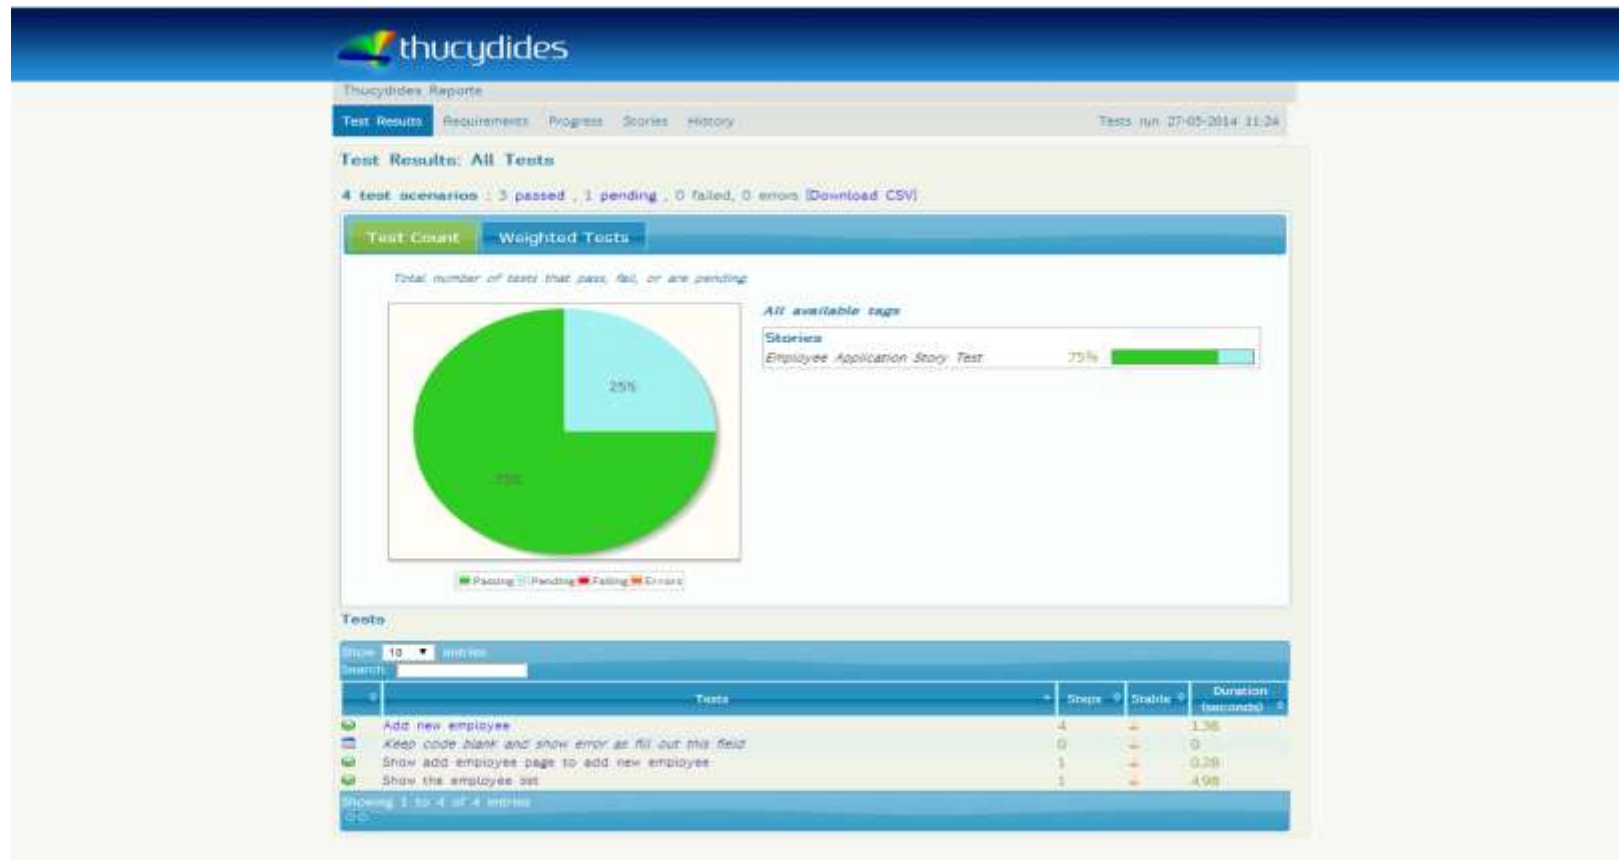 thucydides
Thucydides Reports
Test Results Requirements Progress Stories History Tests run 27-05-2014 11:24
Test Results: All Tests
4 test scenarios : 3 passed , 1 pending , 0 failed, 0 errors [Download CSV]
Test Count Weighted Tests
Total number of tests that pass, fail, or are pending
All available tags
Stories
Employee Application Story Test 75%
25%
75%
Passing Pending Failing Errors
Tests
Show 10 entries
Search:
Tests Steps Stable Duration (seconds)
Add new employee 4 1.36
Keep code blank and show error as fill out this field 0 0
Show add employee page to add new employee 1 0.28
Show the employee list 1 4.98
Showing 1 to 4 of 4 entries